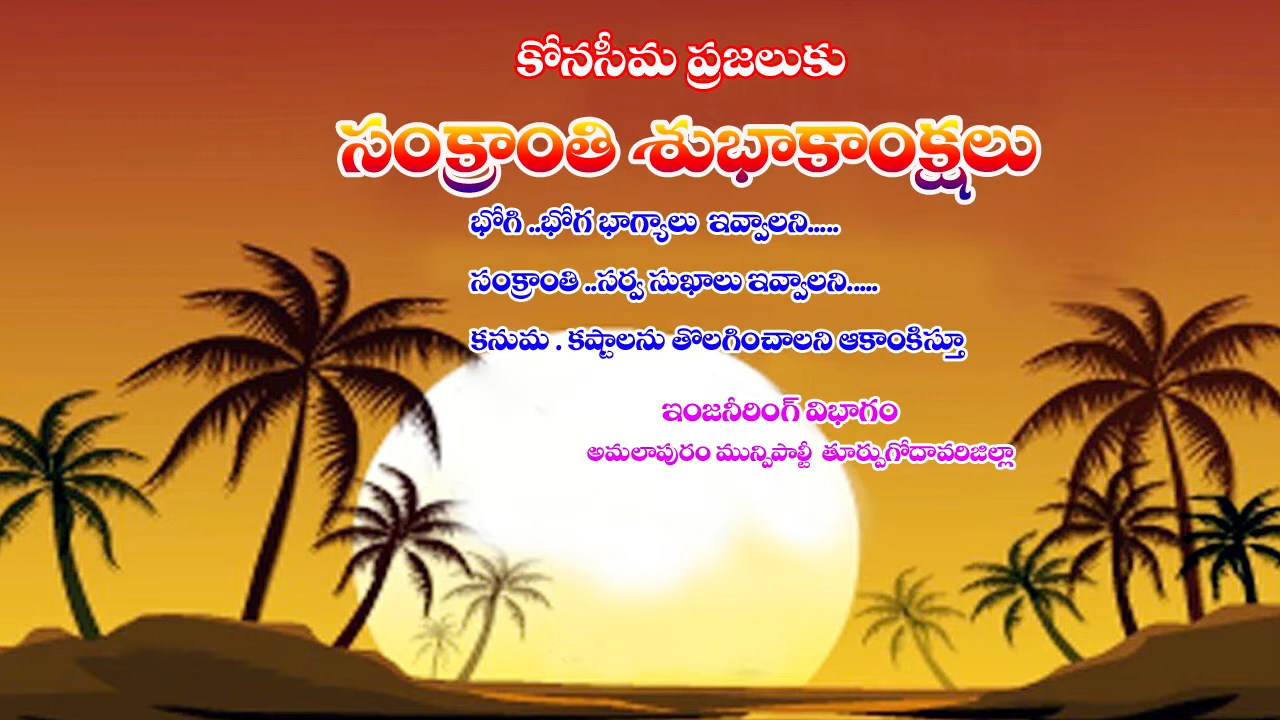 కోనసీమ ప్రజలుకు
సంక్రాంతి శుభాకాంక్షలు
భోగి ..భోగ భాగ్యాలు ఇవ్వాలని.....
సంక్రాంతి ..సర్వ సుఖాలు ఇవ్వాలని.....
కనుమ . కష్టాలను తొలగించాలని ఆకాంకిస్తూ
ఇంజనీరింగ్ విభాగం
అమలాపురం మున్సిపాల్టీ తూర్పుగోదావరిజిల్లా